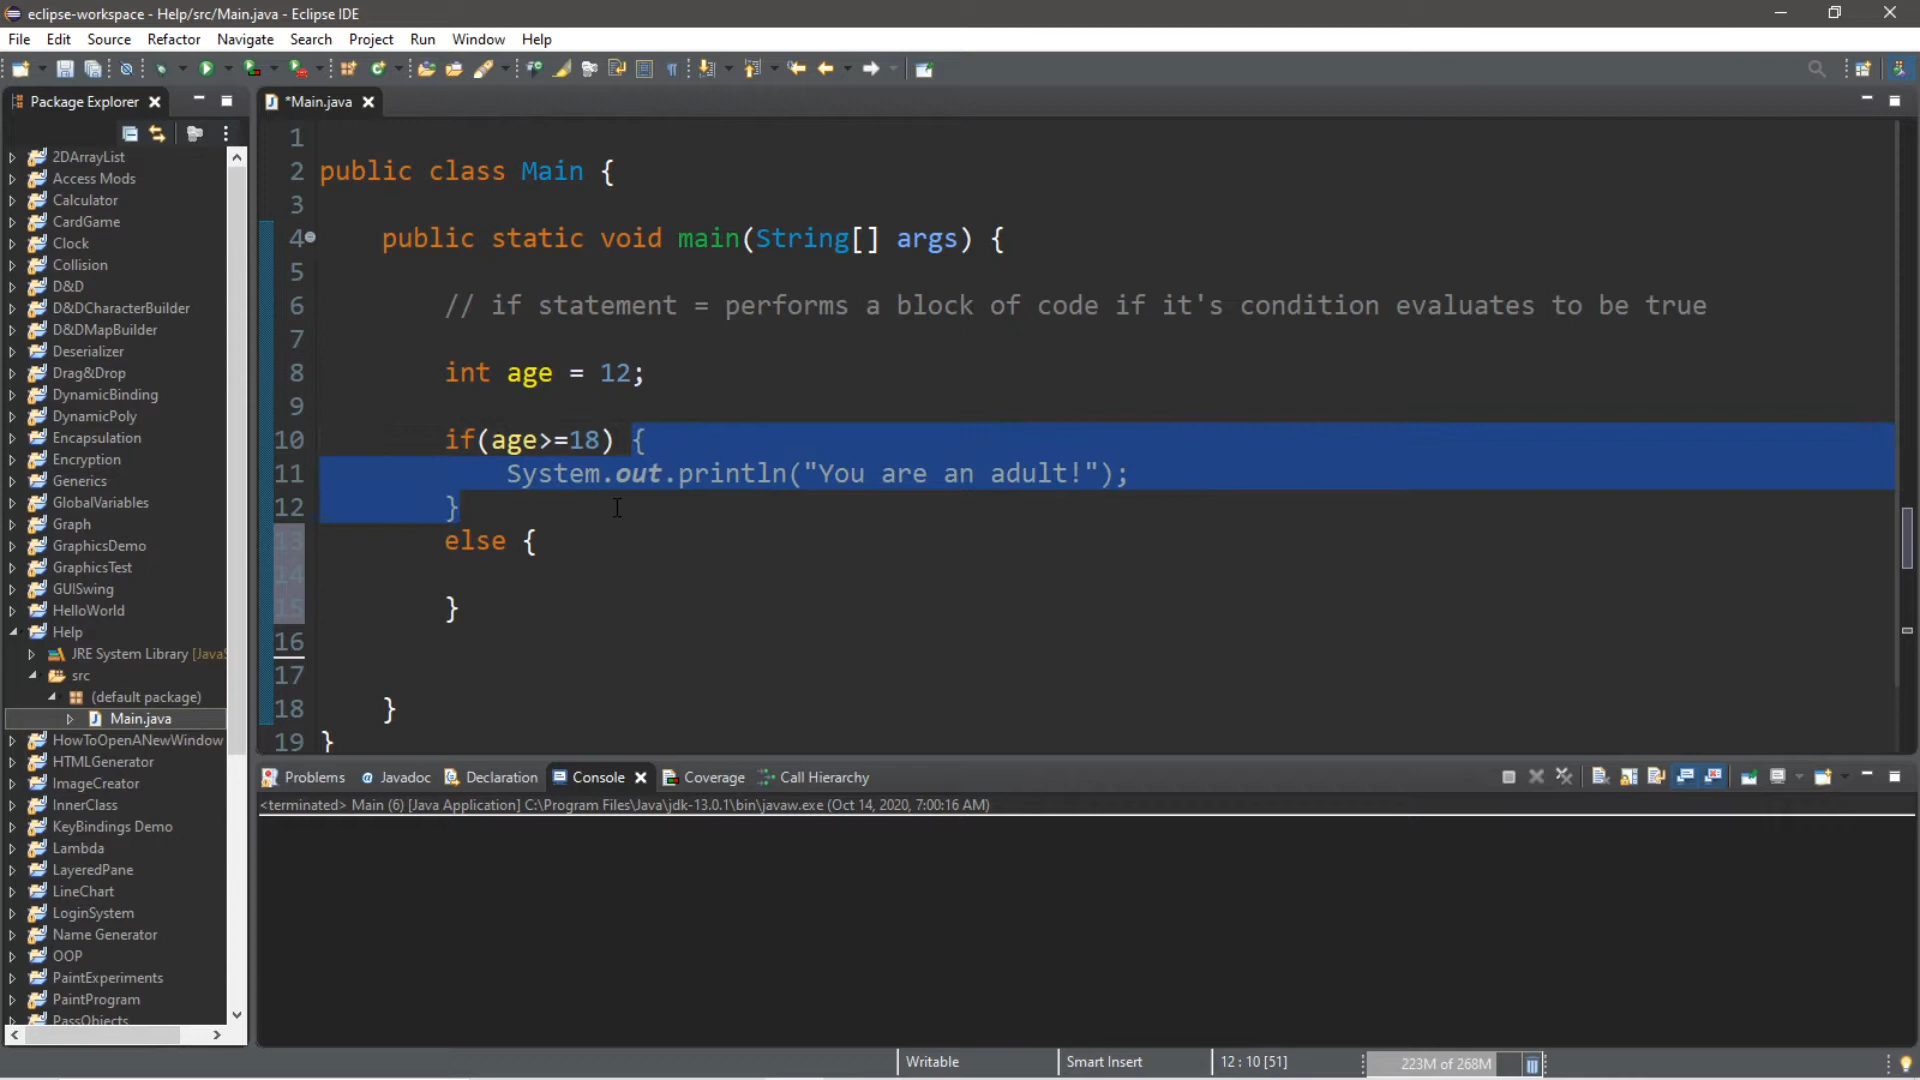 eclipse-workspace - Help/src/Main.java - Eclipse IDE
File Edit Source Refactor Navigate Search Project Run Window Help
Package Explorer
*Main.java
2DArrayList
Access Mods
Calculator
CardGame
Clock
Collision
D&D
D&DCharacterBuilder
D&DMapBuilder
Deserializer
Drag&Drop
DynamicBinding
DynamicPoly
Encapsulation
Encryption
Generics
GlobalVariables
Graph
GraphicsDemo
GraphicsTest
GUISwing
HelloWorld
Help
JRE System Library [JavaS
src
(default package)
Main.java
HowToOpenANewWindow
HTMLGenerator
ImageCreator
InnerClass
KeyBindings Demo
Lambda
LayeredPane
LineChart
LoginSystem
Name Generator
OOP
PaintExperiments
PaintProgram
PassObjects
1
2 public class Main {
3
4 public static void main(String[] args) {
5
6 // if statement = performs a block of code if it's condition evaluates to be true
7
8 int age = 12;
9
10 if(age>=18) {
11 System.out.println("You are an adult!");
12 }
13 else {
14
15 }
16
17
18 }
19 }
Problems Javadoc Declaration Console Coverage Call Hierarchy
<terminated> Main (6) [Java Application] C:\Program Files\Java\jdk-13.0.1\bin\javaw.exe (Oct 14, 2020, 7:00:16 AM)
Writable Smart Insert 12 : 10 [51] 223M of 268M